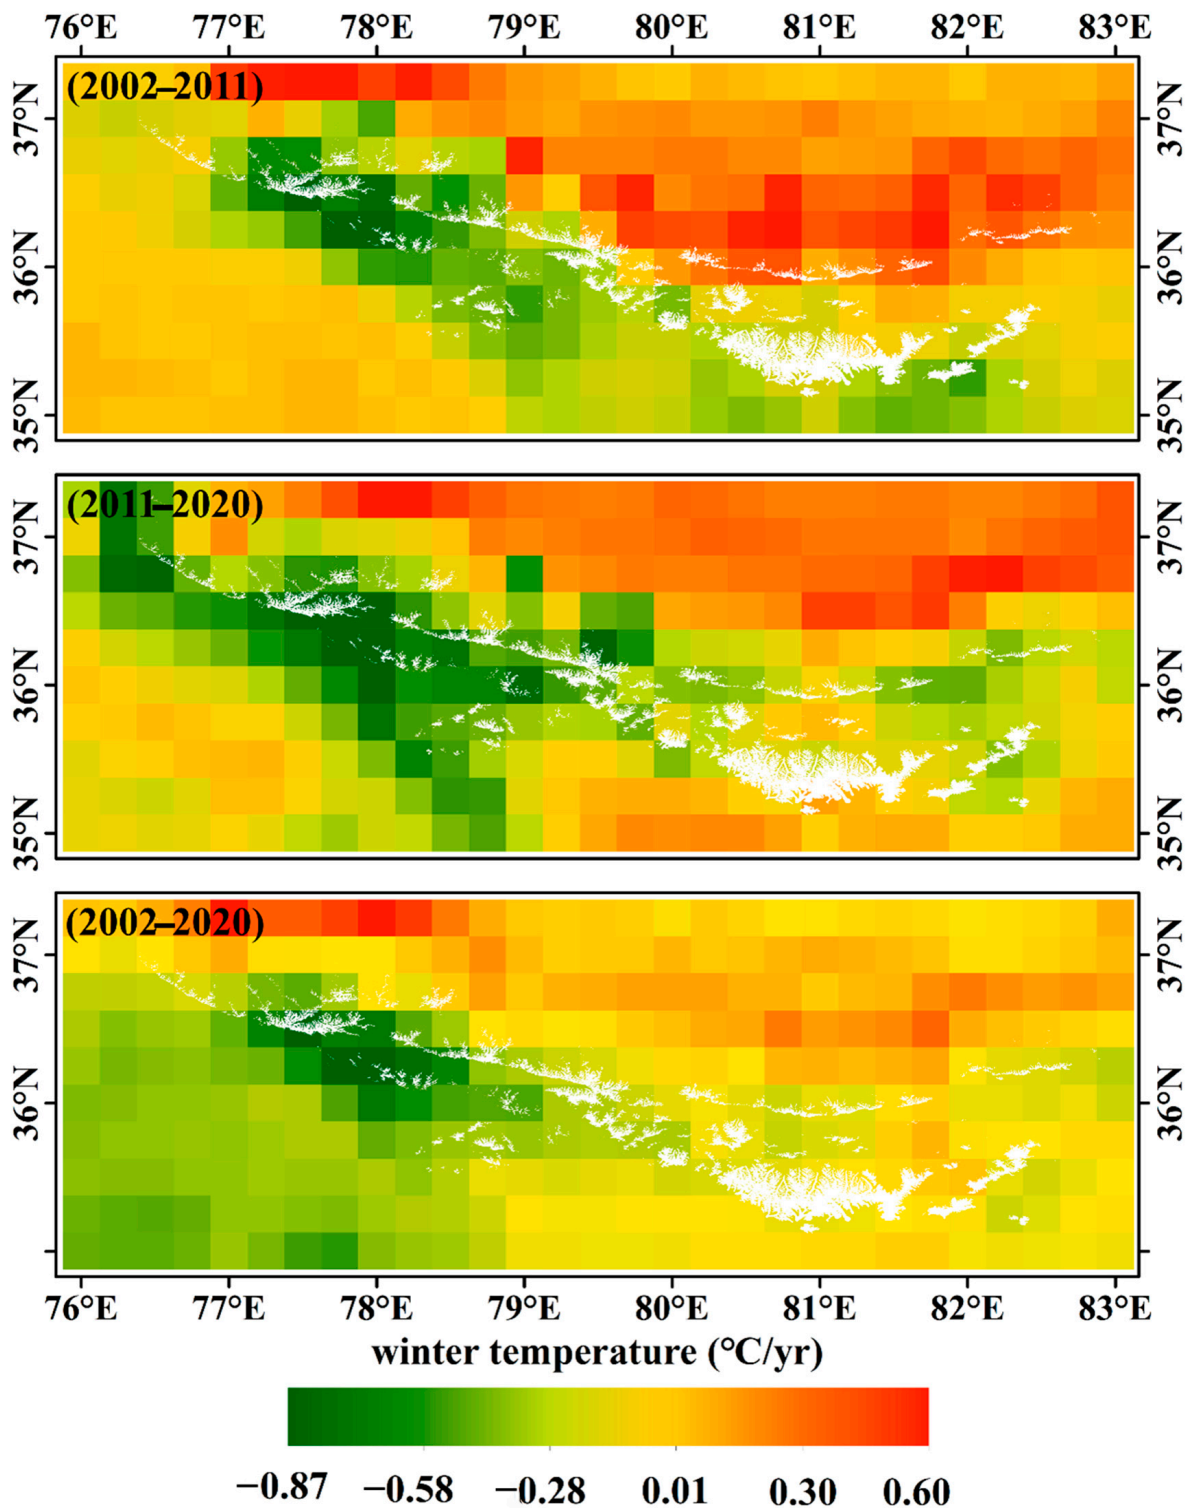 76°E 77°E 78°E 79°E 80°E 81°E 82°E 83°E
(2002–2011)
37°N 37°N
36°N 36°N
35°N 35°N
(2011–2020)
37°N 37°N
36°N 36°N
35°N 35°N
(2002–2020)
37°N 37°N
36°N 36°N
76°E 77°E 78°E 79°E 80°E 81°E 82°E 83°E
winter temperature (°C/yr)
−0.87 −0.58 −0.28 0.01 0.30 0.60